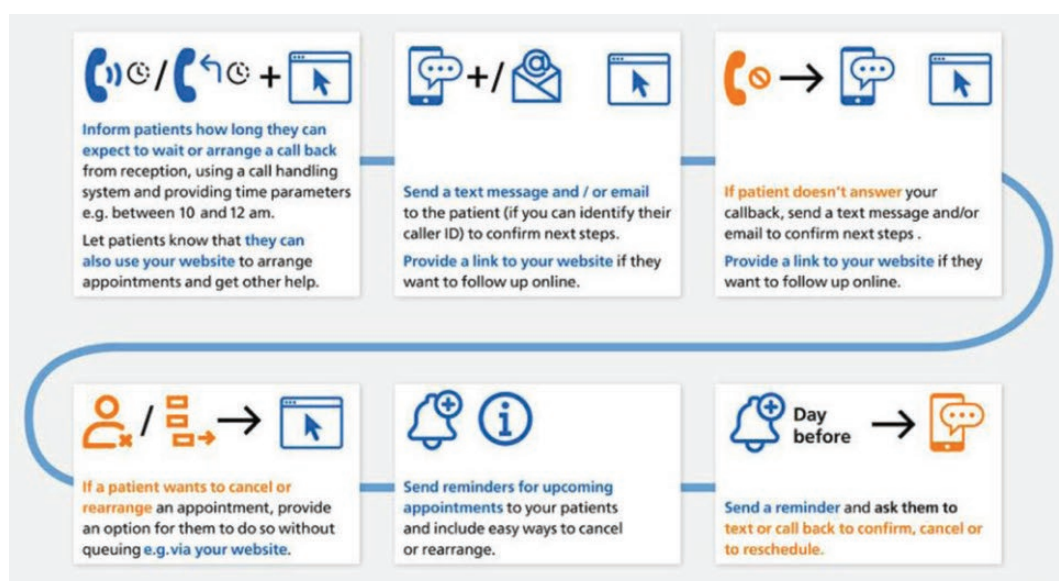 Inform patients how long they can
expect to wait or arrange a call back
from reception, using a call handling
system and providing time parameters
e.g. between 10 and 12 am.
Let patients know that they can
also use your website to arrange
appointments and get other help.
Send a text message and / or email
to the patient (if you can identify their
caller ID) to confirm next steps.
Provide a link to your website if they
want to follow up online.
If patient doesn't answer your
callback, send a text message and/or
email to confirm next steps .
Provide a link to your website if they
want to follow up online.
If a patient wants to cancel or
rearrange an appointment, provide
an option for them to do so without
queuing e.g.via your website.
Send reminders for upcoming
appointments to your patients
and include easy ways to cancel
or rearrange.
Day
before
Send a reminder and ask them to
text or call back to confirm, cancel or
to reschedule.